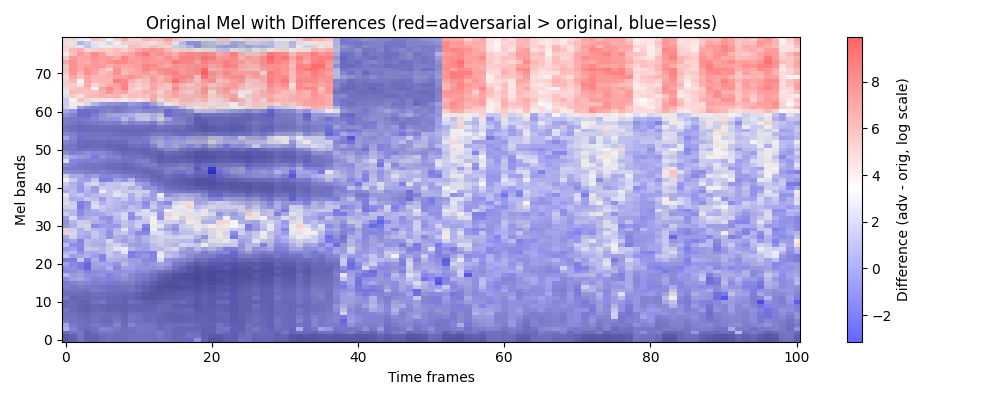 Original Mel with Differences (red=adversarial > original, blue=less)
Mel bands
70
60
50
40
30
20
10
0
0 20 40 60 80 100
Time frames
8
6
4
2
0
−2
Difference (adv - orig, log scale)